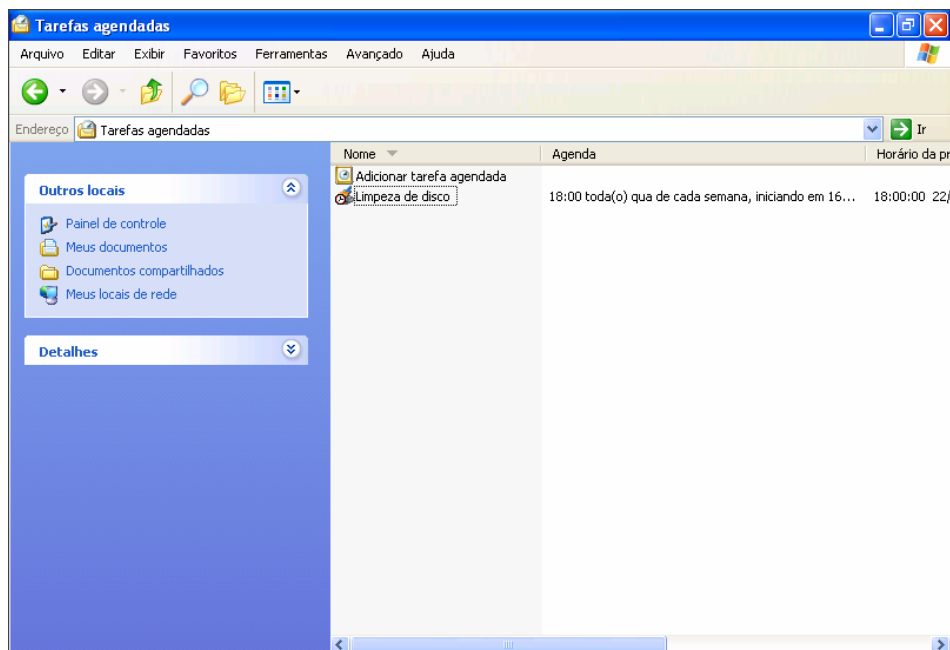 Tarefas agendadas
Arquivo Editar Exibir Favoritos Ferramentas Avançado Ajuda
Endereço Tarefas agendadas Ir
Nome Agenda Horário da pr
Outros locais
Painel de controle
Meus documentos
Documentos compartilhados
Meus locais de rede
Detalhes
Adicionar tarefa agendada
Limpeza de disco 18:00 toda(o) qua de cada semana, iniciando em 16... 18:00:00 22/